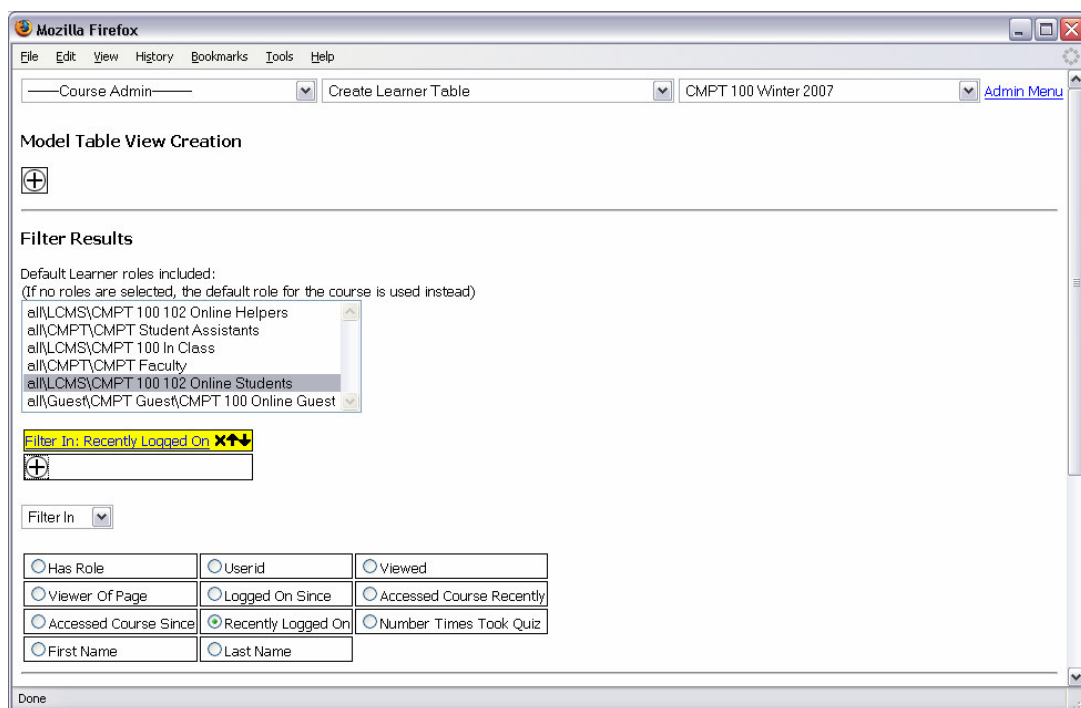 Mozilla Firefox
File Edit View History Bookmarks Tools Help
——Course Admin—— Create Learner Table CMPT 100 Winter 2007 Admin Menu
Model Table View Creation
Filter Results
Default Learner roles included:
(If no roles are selected, the default role for the course is used instead)
all\LCMS\CMPT 100 102 Online Helpers
all\CMPT\CMPT Student Assistants
all\LCMS\CMPT 100 In Class
all\CMPT\CMPT Faculty
all\LCMS\CMPT 100 102 Online Students
all\Guest\CMPT Guest\CMPT 100 Online Guest
Filter In: Recently Logged On
Filter In
Has Role Userid Viewed
Viewer Of Page Logged On Since Accessed Course Recently
Accessed Course Since Recently Logged On Number Times Took Quiz
First Name Last Name
Done